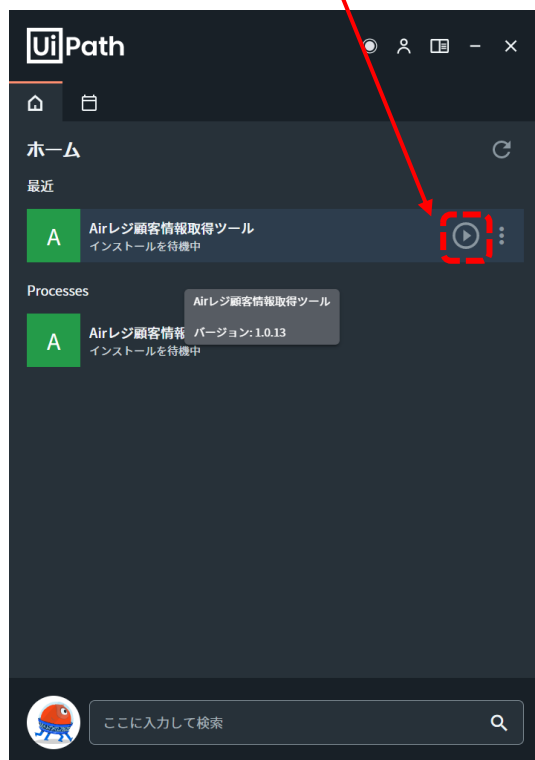 UiPath
ホーム
最近
A
Airレジ顧客情報取得ツール
インストールを待機中
Processes
Airレジ顧客情報取得ツール
バージョン: 1.0.13
A
Airレジ顧客情報
インストールを待機中
ここに入力して検索